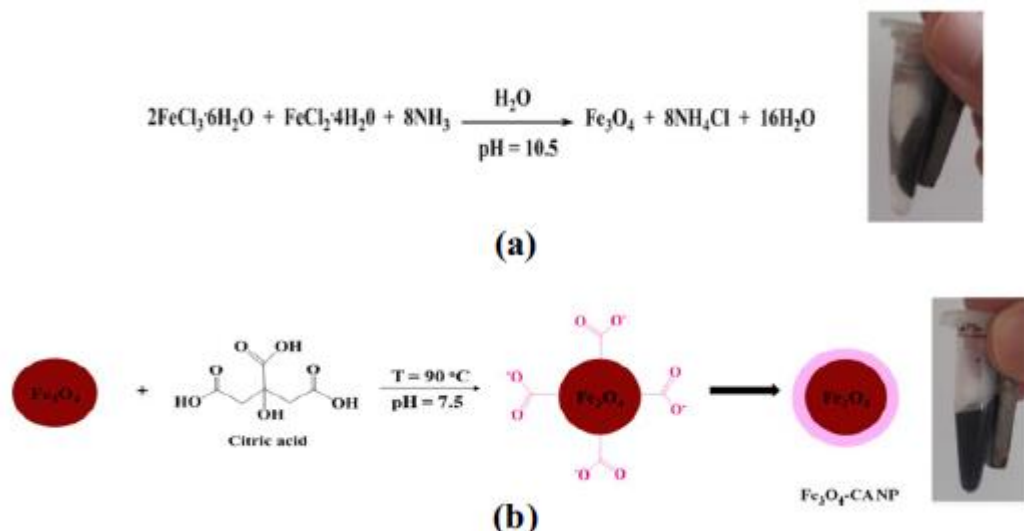 2FeCl₃·6H₂O + FeCl₂·4H₂0 + 8NH₃ H₂O pH = 10.5 Fe₃O₄ + 8NH₄Cl + 16H₂O
(a)
Fe₃O₄ + HO O O OH O OH OH Citric acid T = 90 °C pH = 7.5 O O⁻ ⁻O O Fe₃O₄ O O⁻ ⁻O O Fe₃O₄
Fe₃O₄-CANP
(b)